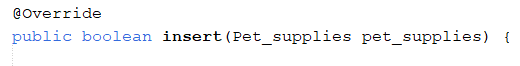 @Override
public boolean insert(Pet_supplies pet_supplies) {